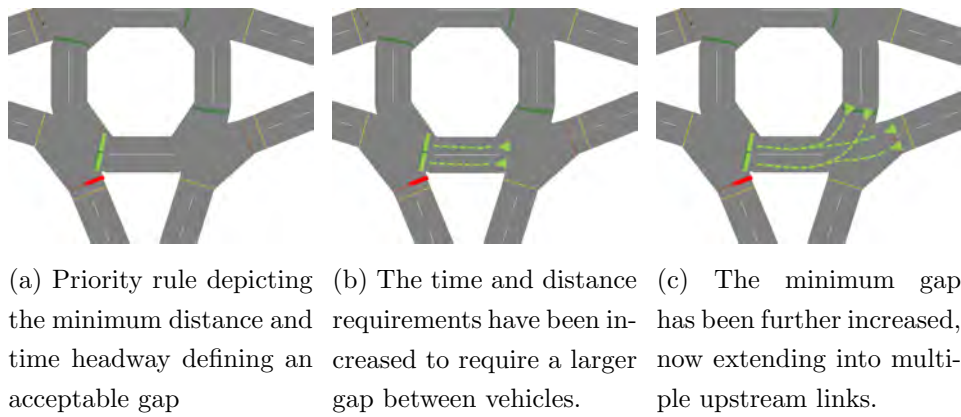 (a) Priority rule depicting
the minimum distance and
time headway defining an
acceptable gap
(b) The time and distance
requirements have been in-
creased to require a larger
gap between vehicles.
(c) The minimum gap
has been further increased,
now extending into multi-
ple upstream links.